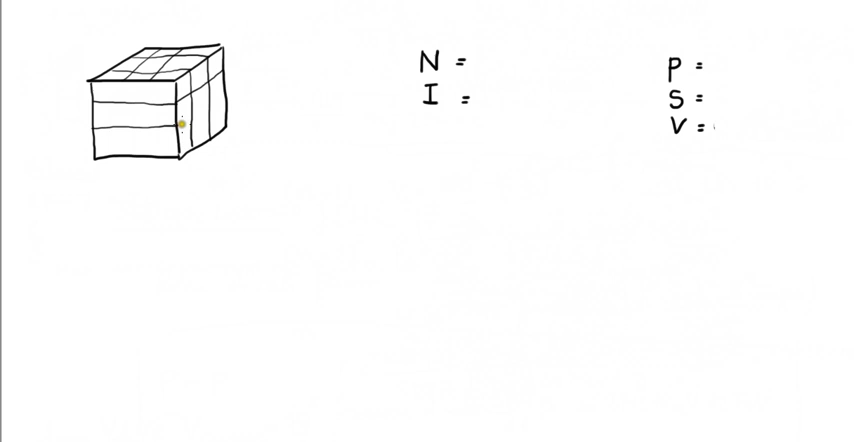 N =
I =
P =
S =
V =